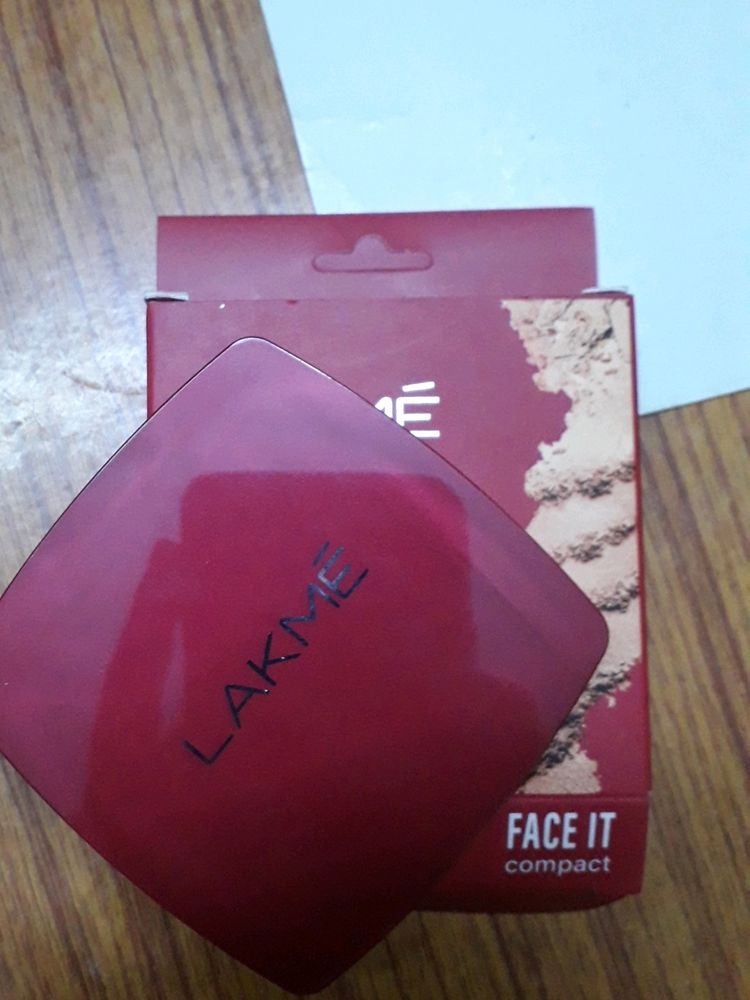 MÉ
LAKMÉ
FACE IT
compact